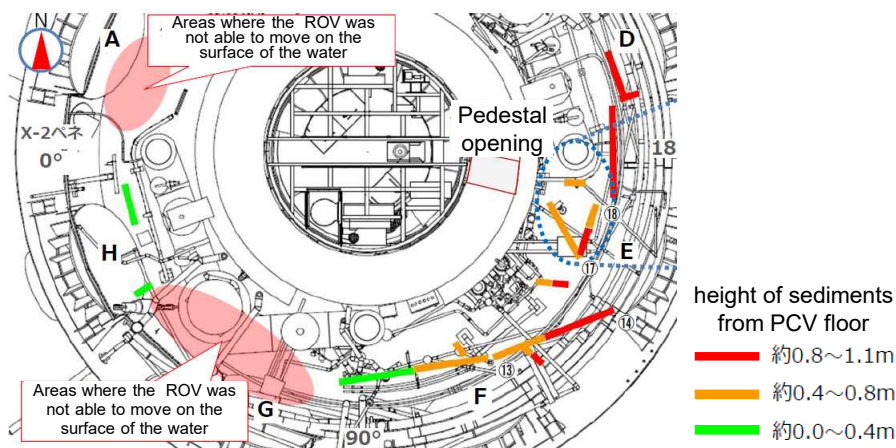 N
A
Areas where the ROV was
not able to move on the
surface of the water
D
Pedestal
opening
X-2ペネ
0°
18
⑱
H
E
⑰
height of sediments
from PCV floor
⑭
約0.8～1.1m
⑬
Areas where the ROV was
not able to move on the
surface of the water
F
約0.4～0.8m
G
90°
約0.0～0.4m